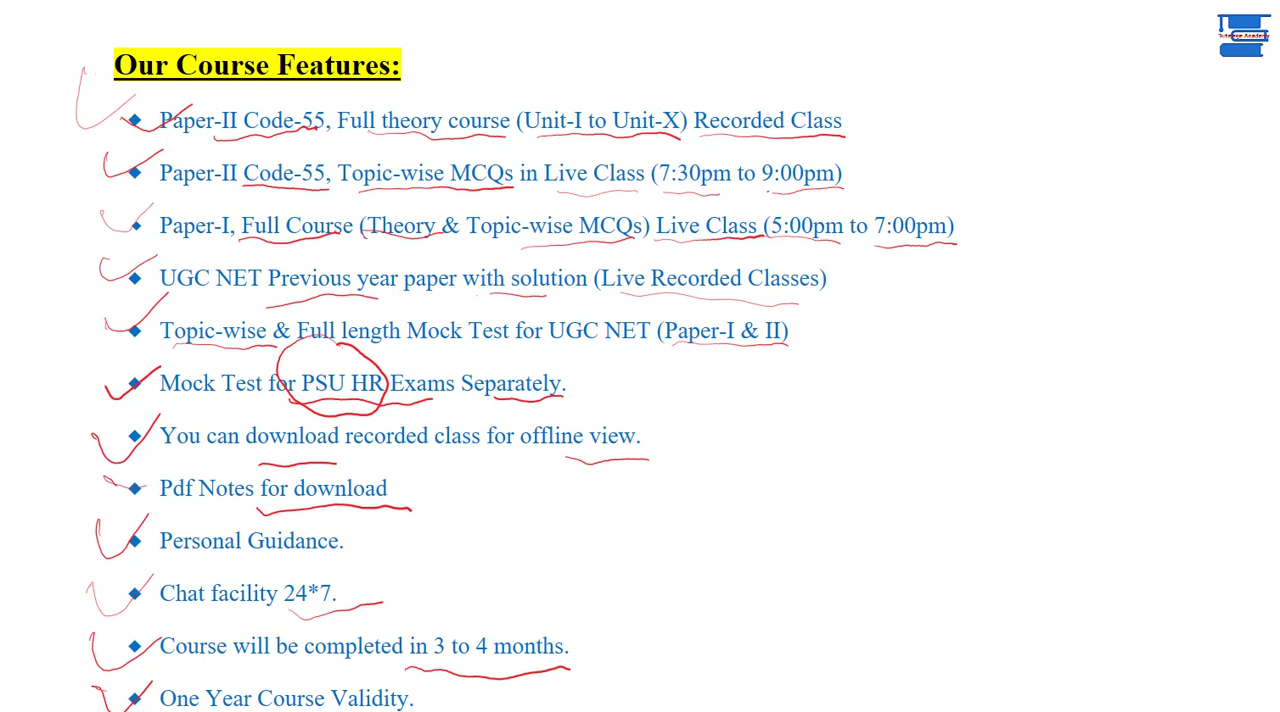 Our Course Features:
Paper-II Code-55, Full theory course (Unit-I to Unit-X) Recorded Class
Paper-II Code-55, Topic-wise MCQs in Live Class (7:30pm to 9:00pm)
Paper-I, Full Course (Theory & Topic-wise MCQs) Live Class (5:00pm to 7:00pm)
UGC NET Previous year paper with solution (Live Recorded Classes)
Topic-wise & Full length Mock Test for UGC NET (Paper-I & II)
Mock Test for PSU HR Exams Separately.
You can download recorded class for offline view.
Pdf Notes for download
Personal Guidance.
Chat facility 24*7.
Course will be completed in 3 to 4 months.
One Year Course Validity.